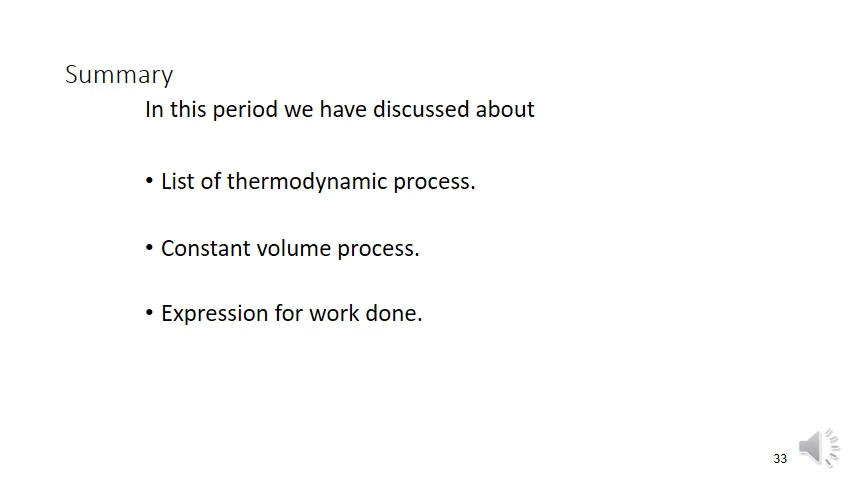 Summary
In this period we have discussed about
• List of thermodynamic process.
• Constant volume process.
• Expression for work done.
33